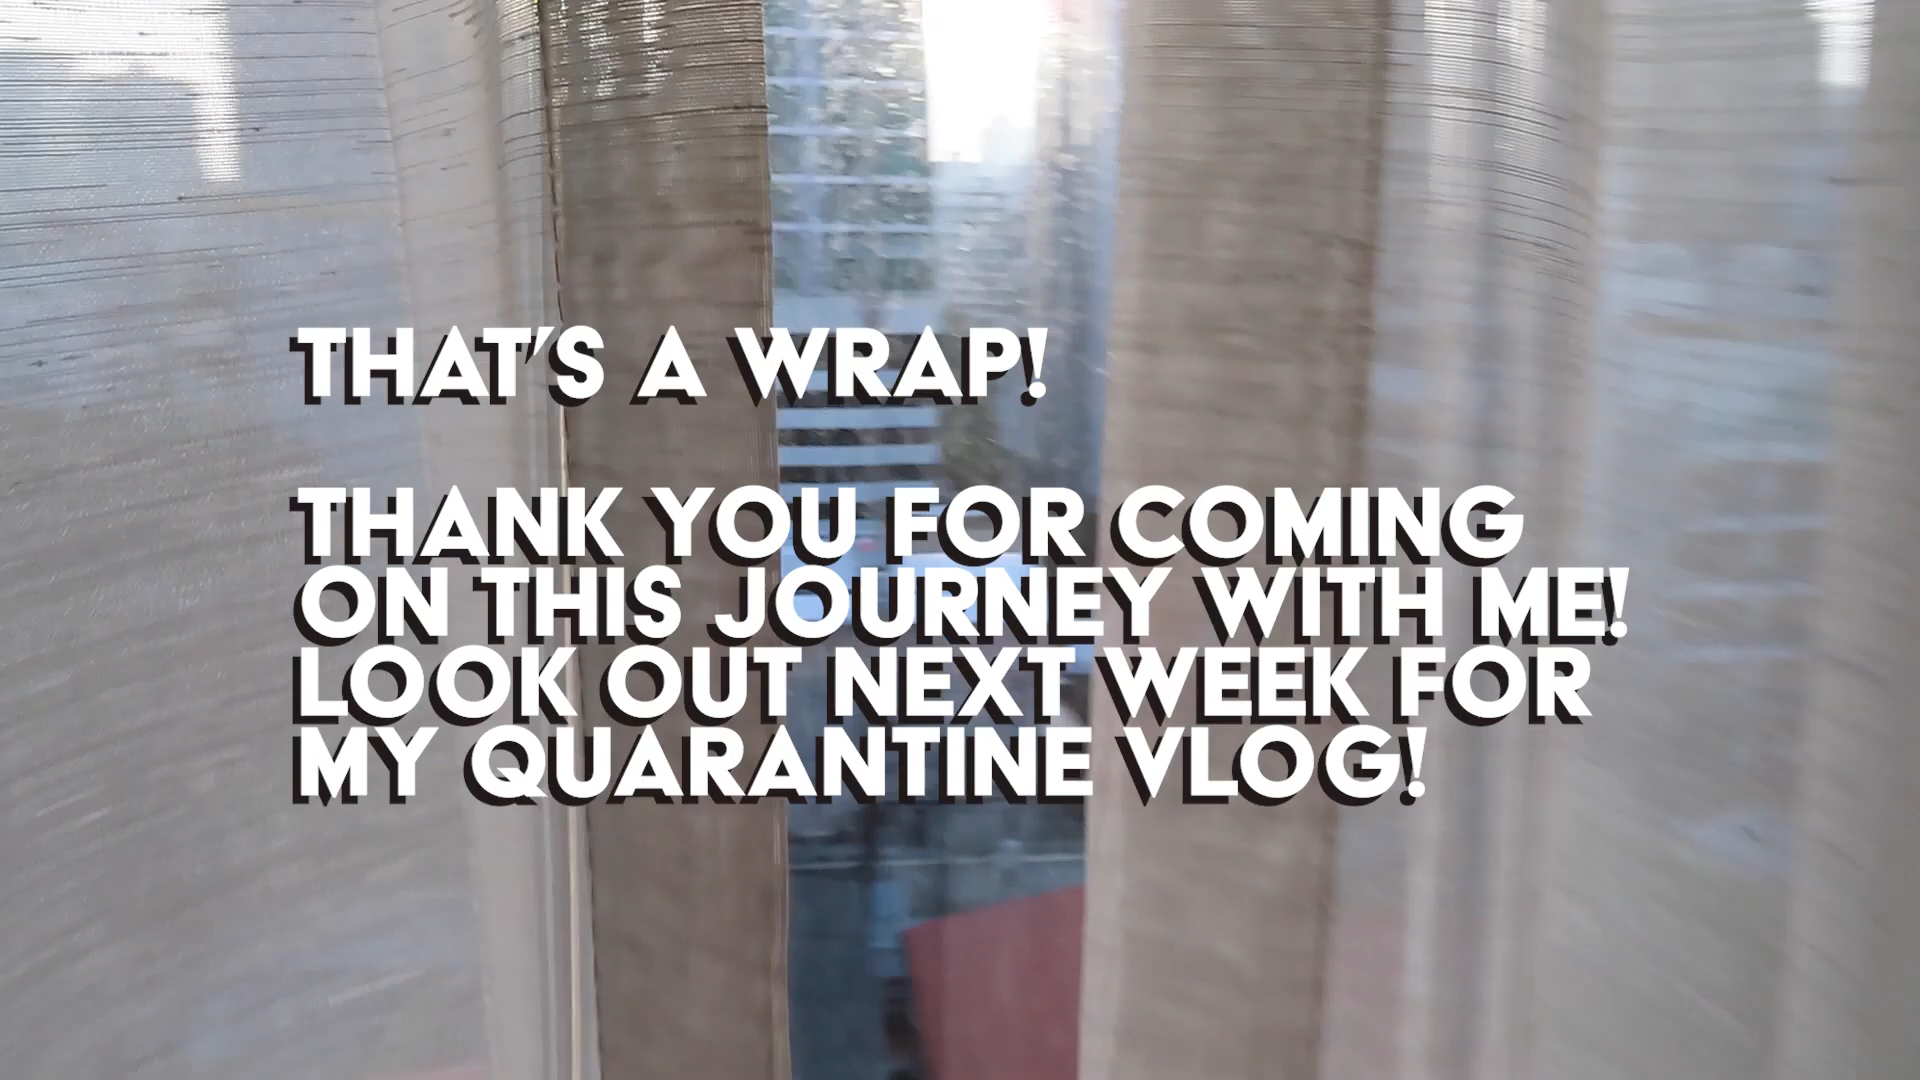 THAT'S A WRAP!
THANK YOU FOR COMING
ON THIS JOURNEY WITH ME!
LOOK OUT NEXT WEEK FOR
MY QUARANTINE VLOG!